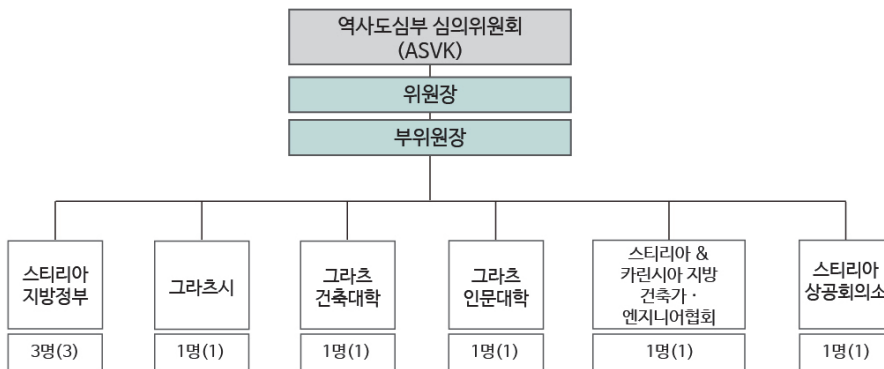 역사도심부 심의위원회
(ASVK)
위원장
부위원장
스티리아
지방정부
그라츠시
그라츠
건축대학
그라츠
인문대학
스티리아 &
카린시아 지방
건축가 ·
엔지니어협회
스티리아
상공회의소
3명(3)
1명(1)
1명(1)
1명(1)
1명(1)
1명(1)